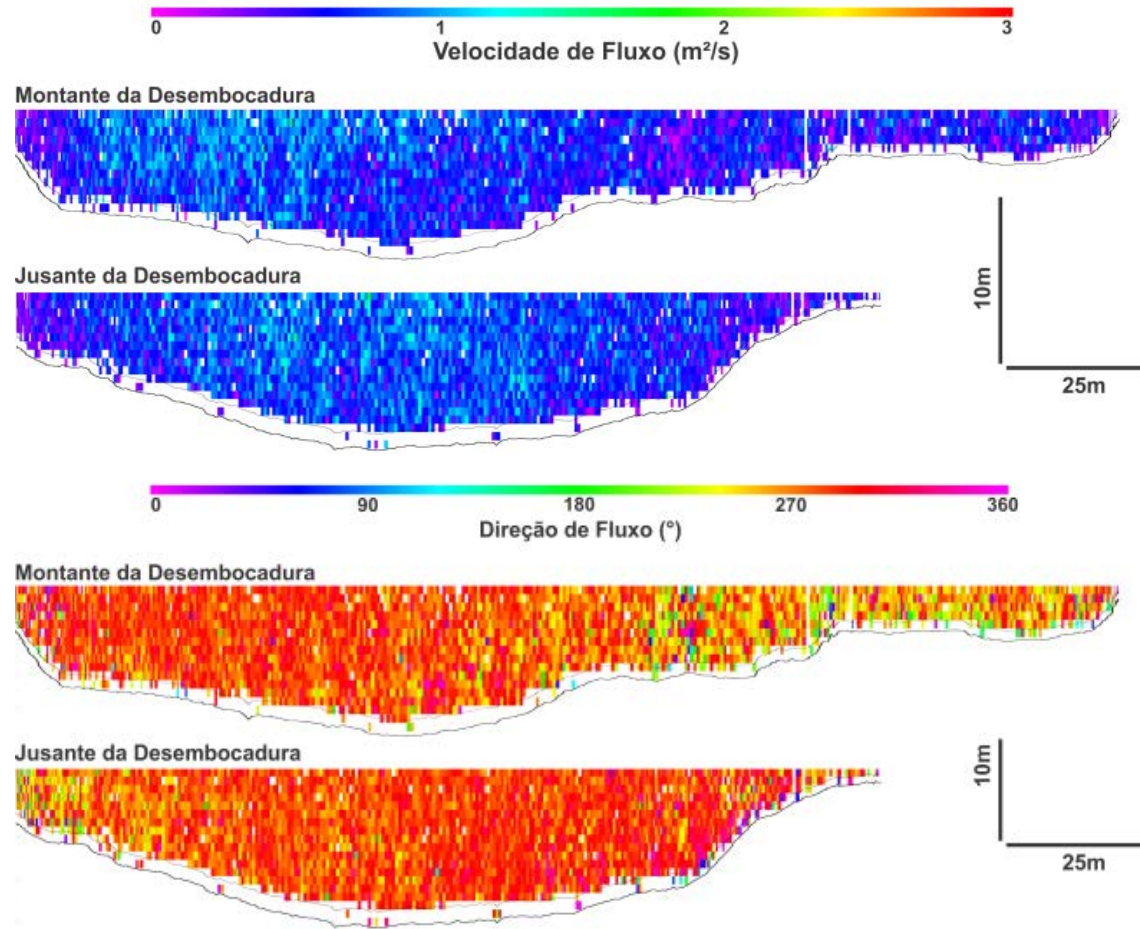 0 1 2 3
Velocidade de Fluxo (m²/s)
Montante da Desembocadura
Jusante da Desembocadura
10m
25m
0 90 180 270 360
Direção de Fluxo (°)
Montante da Desembocadura
Jusante da Desembocadura
10m
25m